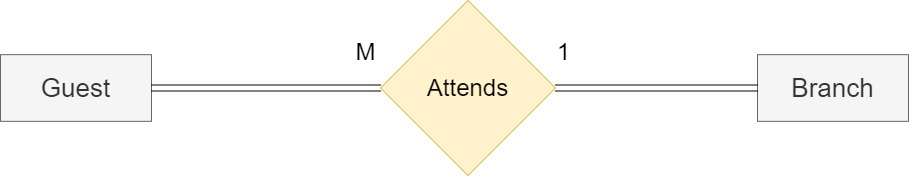 Guest
M
Attends
1
Branch